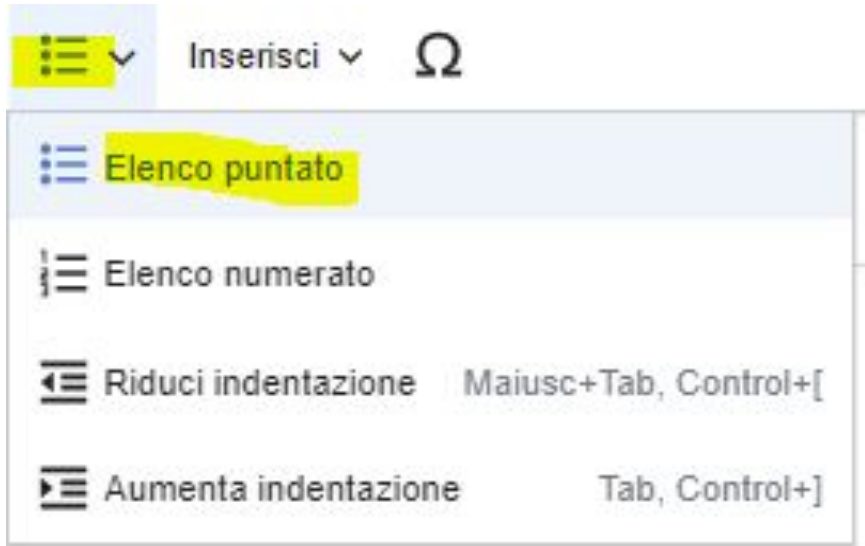 Inserisci Ω
Elenco puntato
Elenco numerato
Riduci indentazione Maiusc+Tab, Control+[
Aumenta indentazione Tab, Control+]